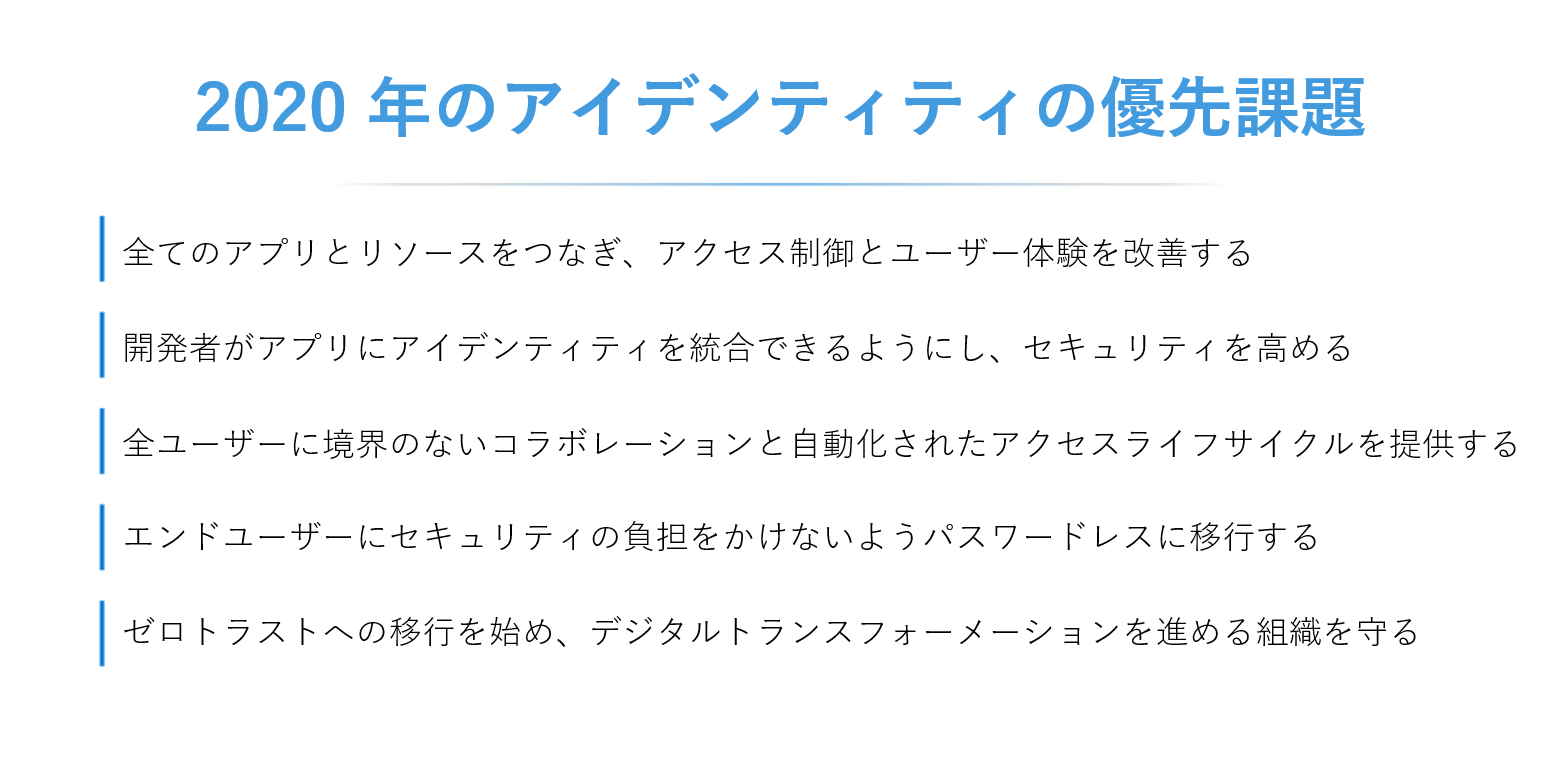 2020 年のアイデンティティの優先課題
全てのアプリとリソースをつなぎ、アクセス制御とユーザー体験を改善する
開発者がアプリにアイデンティティを統合できるようにし、セキュリティを高める
全ユーザーに境界のないコラボレーションと自動化されたアクセスライフサイクルを提供する
エンドユーザーにセキュリティの負担をかけないようパスワードレスに移行する
ゼロトラストへの移行を始め、デジタルトランスフォーメーションを進める組織を守る